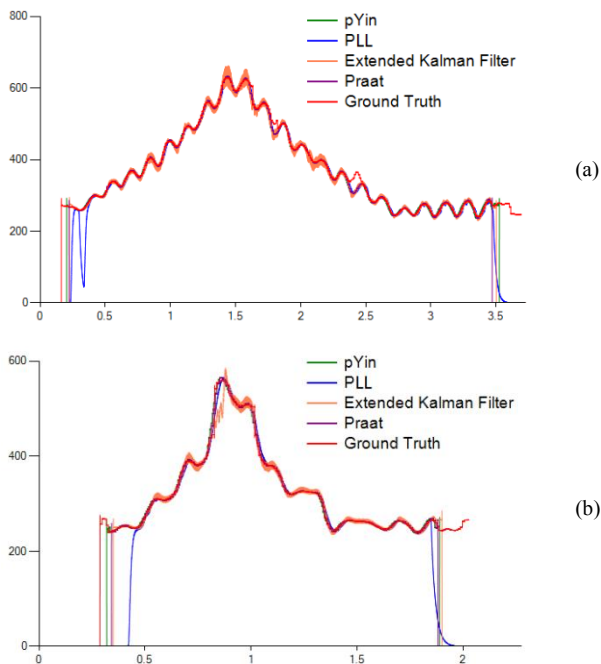 800
600
400
200
0
0 0.5 1 1.5 2 2.5 3 3.5
pYin
PLL
Extended Kalman Filter
Praat
Ground Truth
(a)
600
400
200
0
0 0.5 1 1.5 2
pYin
PLL
Extended Kalman Filter
Praat
Ground Truth
(b)